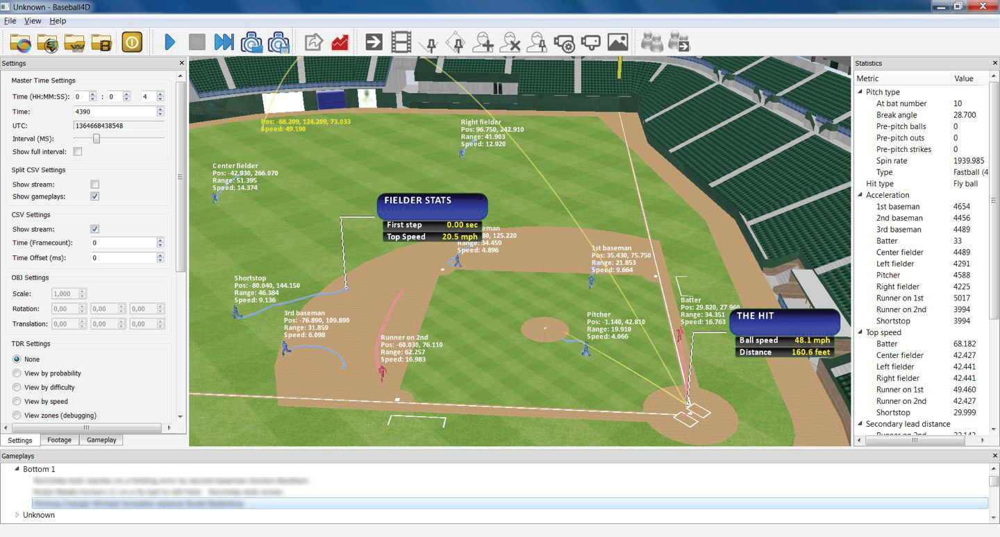 Unknown - Baseball4D
File View Help
Settings
Master Time Settings
Time (HH:MM:SS): 0 : 0 4
Time: 4390
UTC: 1364668438548
Interval (MS):
Show full interval:
Split CSV Settings
Show stream:
Show gameplays:
CSV Settings
Show stream:
Time (Framecount): 0
Time Offset (ms): 0
OBJ Settings
Scale: 1,000
Rotation: 0,00 0,00 0,00
Translation: 0,00 0,00 0,00
TDR Settings
None
View by probability
View by difficulty
View by speed
View zones (debugging)
Settings Footage Gameplay
Pos: -68.209, 124.209, 73.033
Speed: 49.190
Right fielder
Pos: 96.750, 242.910
Range: 41.903
Speed: 12.920
Center fielder
Pos: -42.930, 266.070
Range: 51.395
Speed: 14.374
FIELDER STATS
First step 0.00 sec
Top Speed 20.5 mph
eman
80, 125.220
Range: 34.459
Speed: 4.896
1st baseman
Pos: 35.430, 75.750
Range: 21.853
Speed: 9.664
Shortstop
Pos: -80.040, 144.150
Range: 46.384
Speed: 9.136
3rd baseman
Pos: -76.890, 109.890
Range: 31.859
Speed: 6.098
Runner on 2nd
Pos: -60.030, 76.110
Range: 62.257
Speed: 16.983
Pitcher
Pos: -1.140, 42.810
Range: 19.910
Speed: 4.066
Batter
Pos: 29.820, 27.960
Range: 34.351
Speed: 16.763
THE HIT
Ball speed 48.1 mph
Distance 160.6 feet
Statistics
Metric Value
Pitch type
At bat number 10
Break angle 28.700
Pre-pitch balls 0
Pre-pitch outs 0
Pre-pitch strikes 0
Spin rate 1939.985
Type Fastball (4
Hit type Fly ball
Acceleration
1st baseman 4654
2nd baseman 4456
3rd baseman 4489
Batter 33
Center fielder 4489
Left fielder 4291
Pitcher 4588
Right fielder 4225
Runner on 1st 5017
Runner on 2nd 3994
Shortstop 3994
Top speed
Batter 68.182
Center fielder 42.427
Left fielder 42.441
Right fielder 42.441
Runner on 1st 49.460
Runner on 2nd 42.427
Shortstop 29.999
Secondary lead distance
Runner on 2nd 22.143
Gameplays
Bottom 1
Unknown